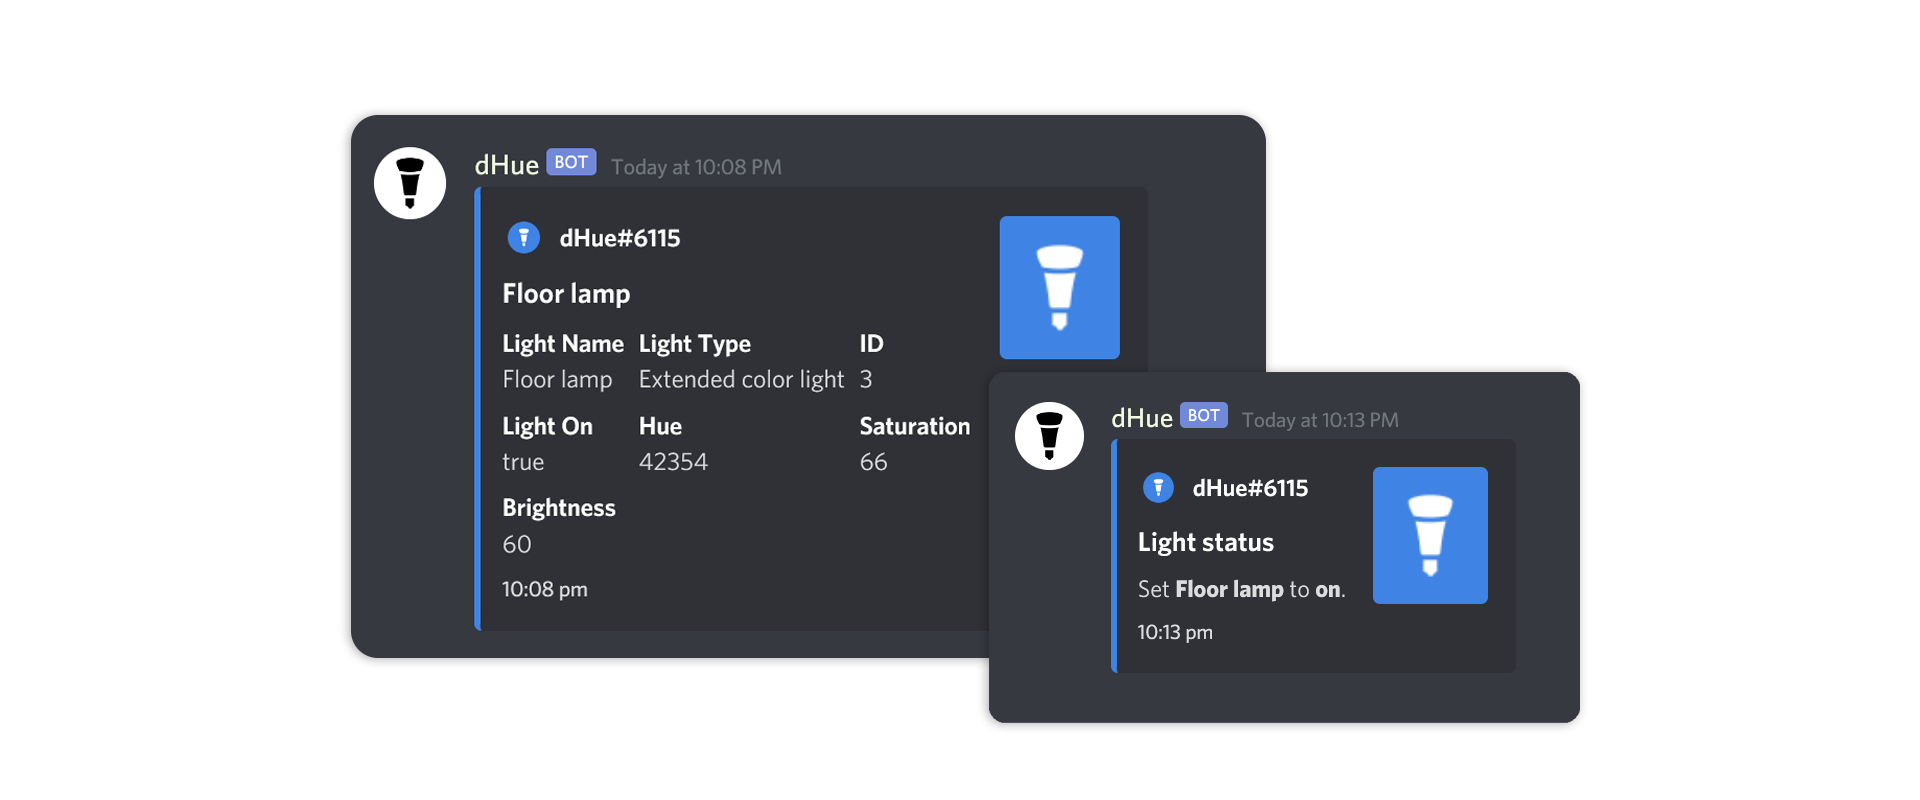 dHue BOT Today at 10:08 PM
dHue#6115
Floor lamp
Light Name Light Type ID
Floor lamp Extended color light 3
Light On Hue Saturation
true 42354 66
Brightness
60
10:08 pm
dHue BOT Today at 10:13 PM
dHue#6115
Light status
Set Floor lamp to on.
10:13 pm